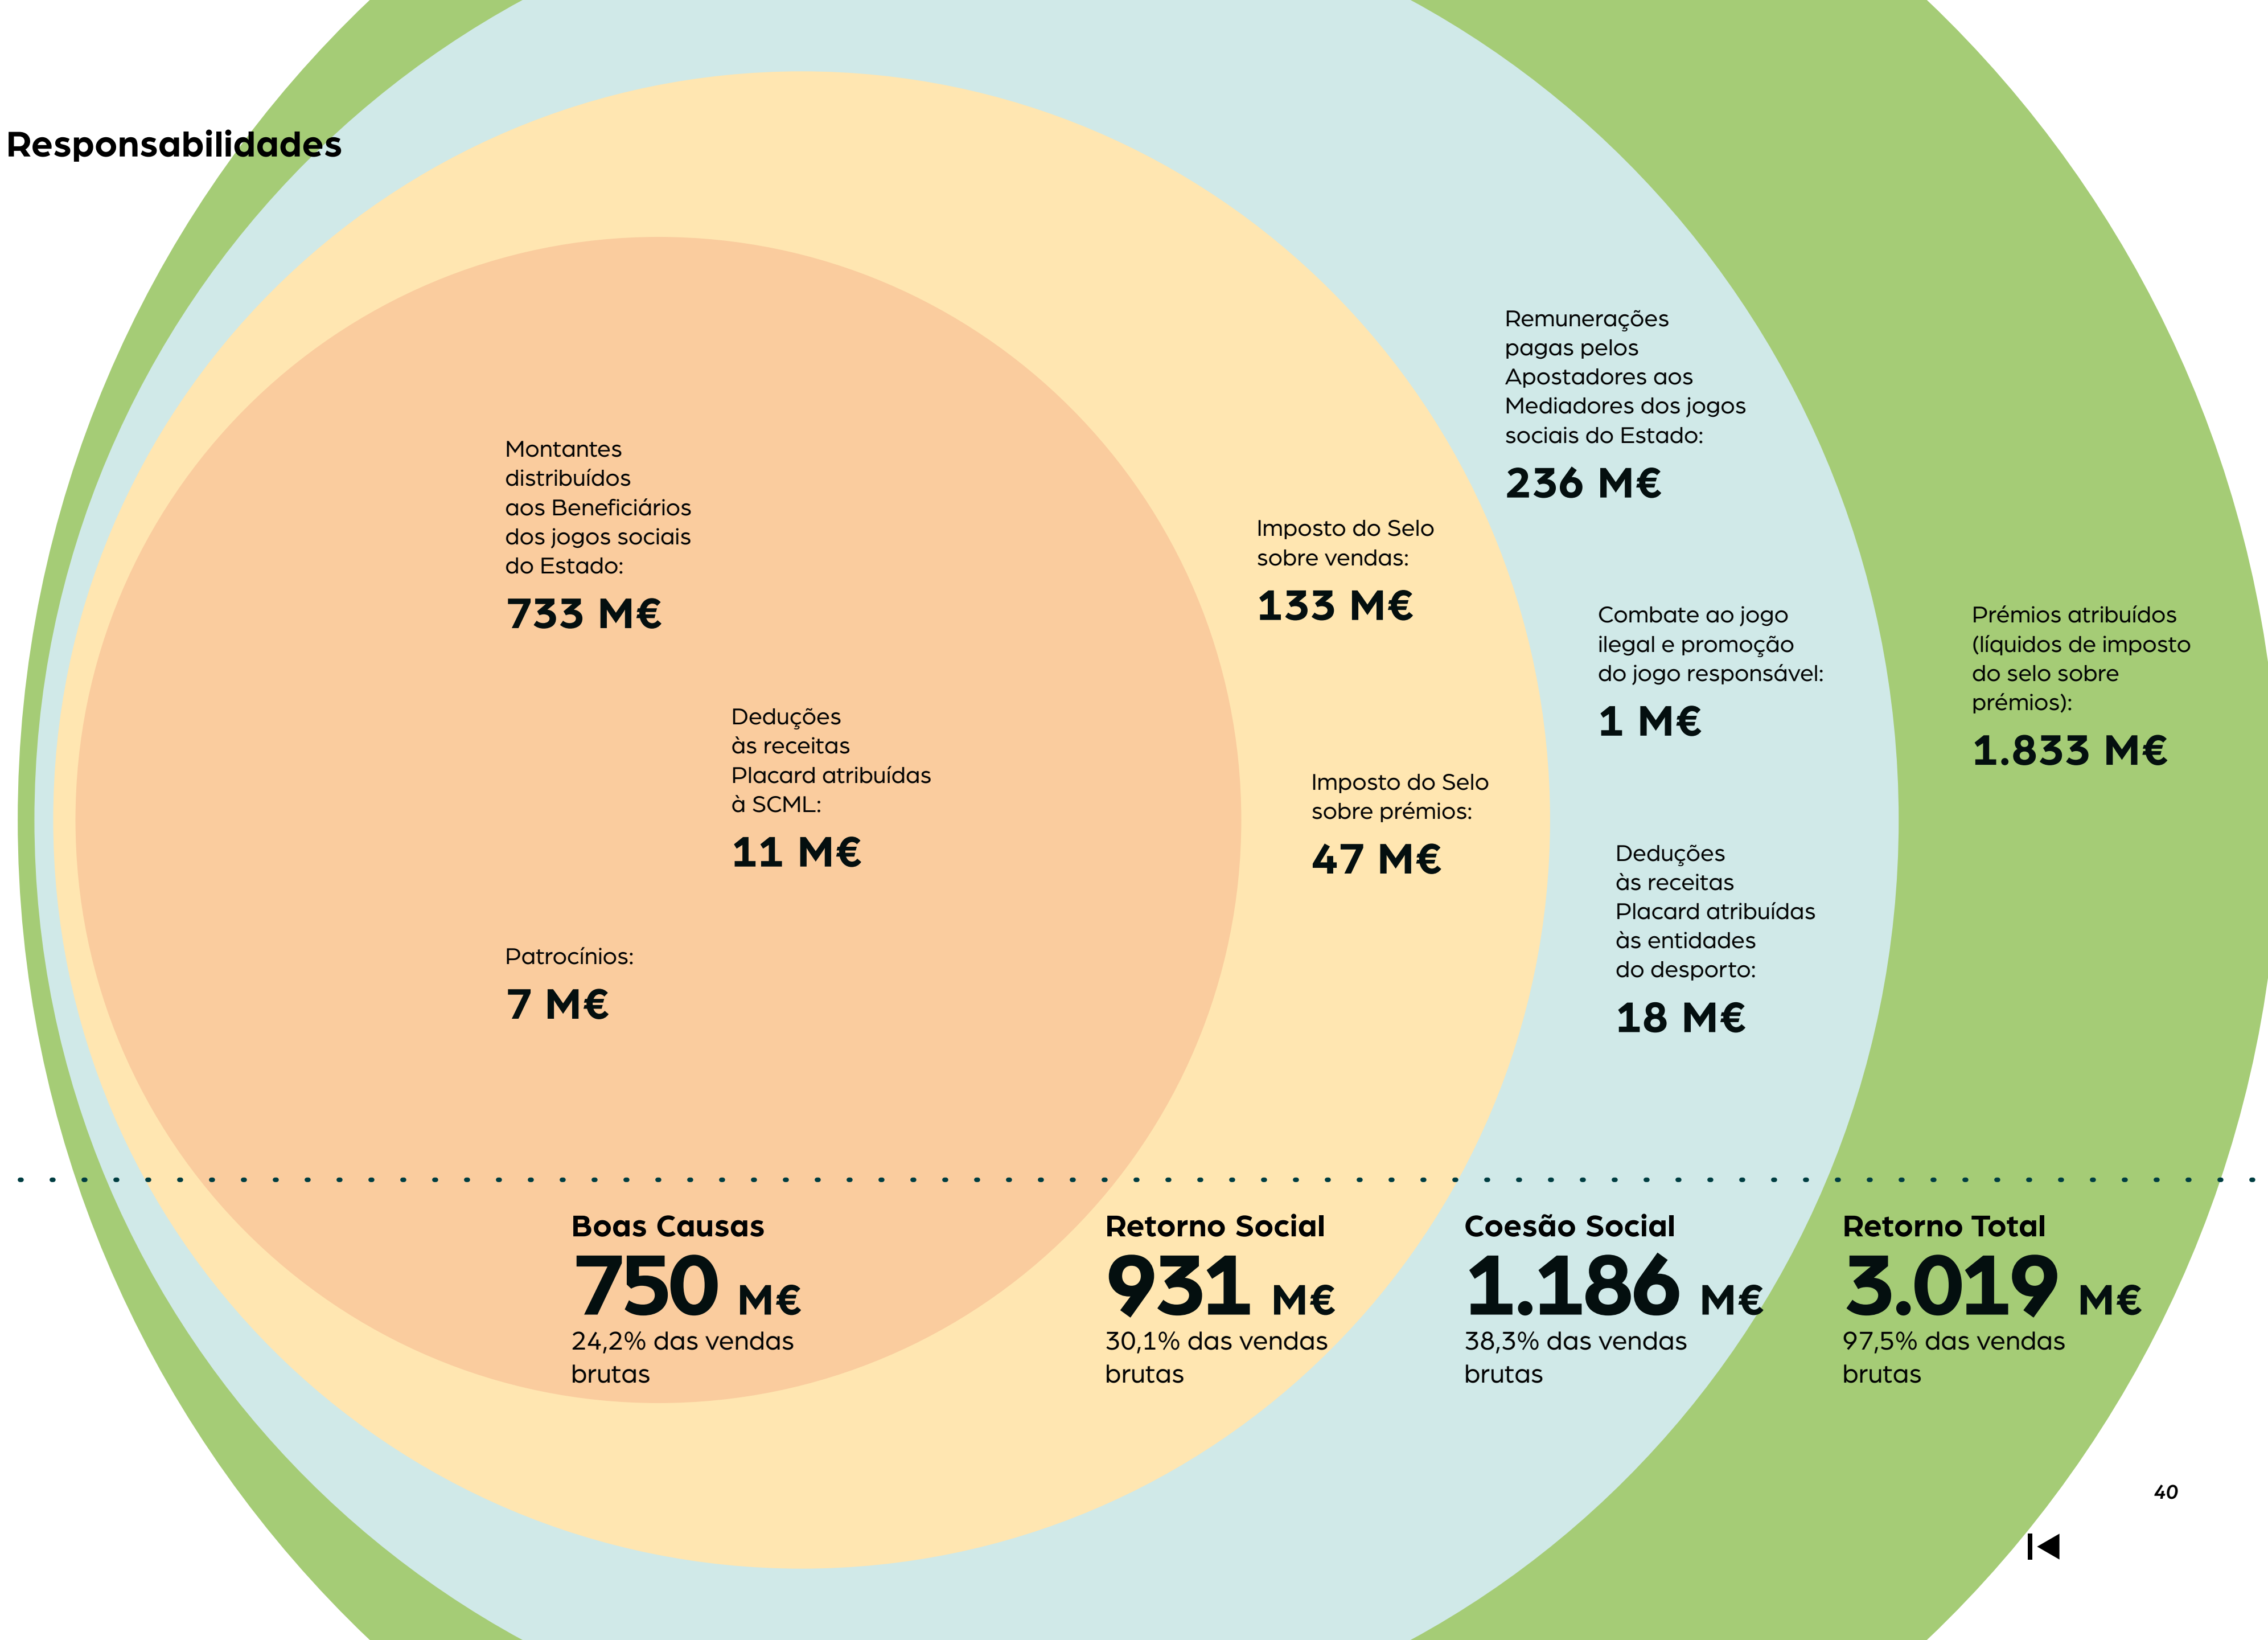 Responsabilidades
Montantes
distribuídos
aos Beneficiários
dos jogos sociais
do Estado:
733 M€
Deduções
às receitas
Placard atribuídas
à SCML:
11 M€
Patrocínios:
7 M€
Imposto do Selo
sobre vendas:
133 M€
Imposto do Selo
sobre prémios:
47 M€
Remunerações
pagas pelos
Apostadores aos
Mediadores dos jogos
sociais do Estado:
236 M€
Combate ao jogo
ilegal e promoção
do jogo responsável:
1 M€
Deduções
às receitas
Placard atribuídas
às entidades
do desporto:
18 M€
Prémios atribuídos
(líquidos de imposto
do selo sobre
prémios):
1.833 M€
Boas Causas
750 M€
24,2% das vendas
brutas
Retorno Social
931 M€
30,1% das vendas
brutas
Coesão Social
1.186 M€
38,3% das vendas
brutas
Retorno Total
3.019 M€
97,5% das vendas
brutas
40